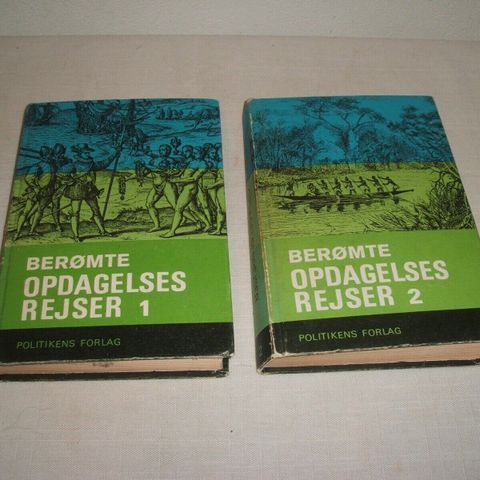 BERØMTE
OPDAGELSES
REJSER 1
POLITIKENS FORLAG
BERØMTE
OPDAGELSES
REJSER 2
POLITIKENS FORLAG